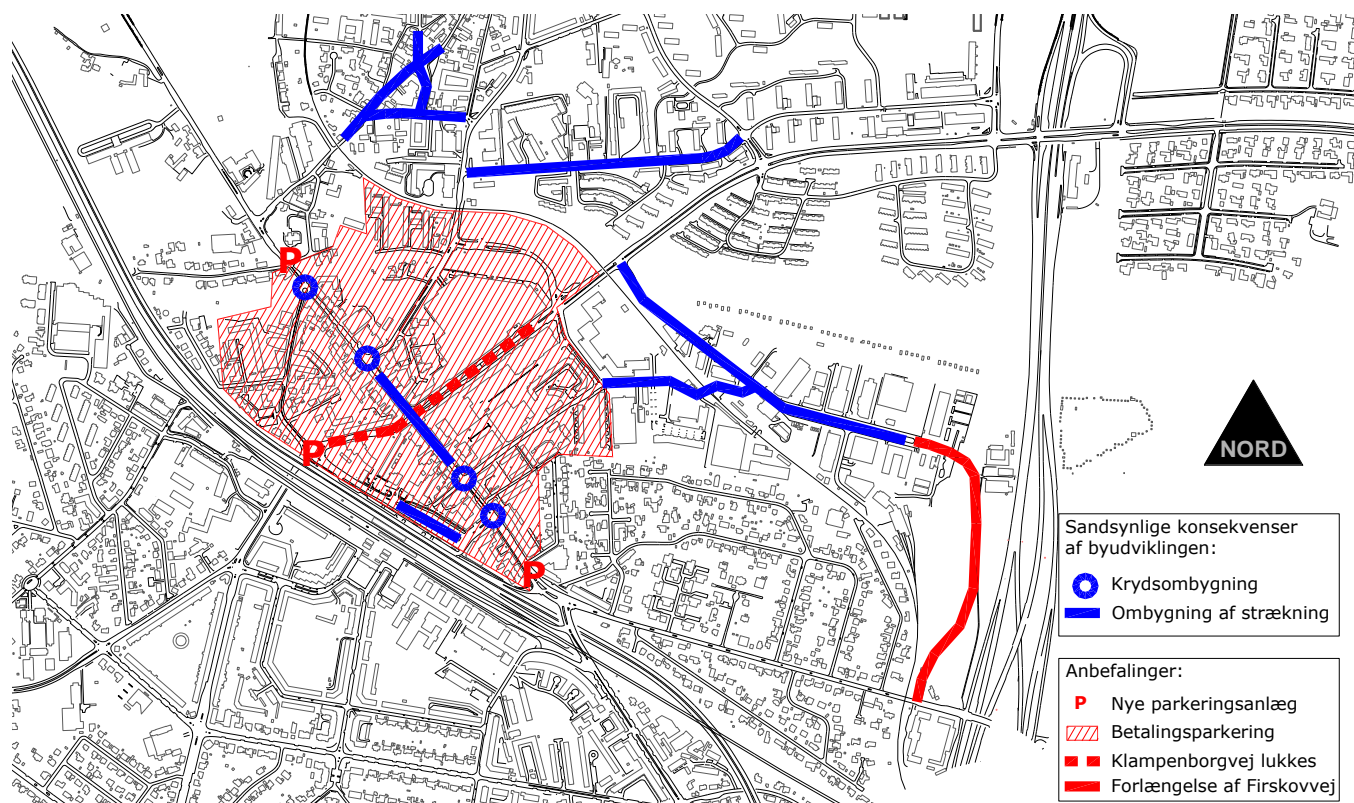 P
P
P
NORD
Sandsynlige konsekvenser
af byudviklingen:
Krydsombygning
Ombygning af strækning
Anbefalinger:
P Nye parkeringsanlæg
Betalingsparkering
Klampenborgvej lukkes
Forlængelse af Firskovvej